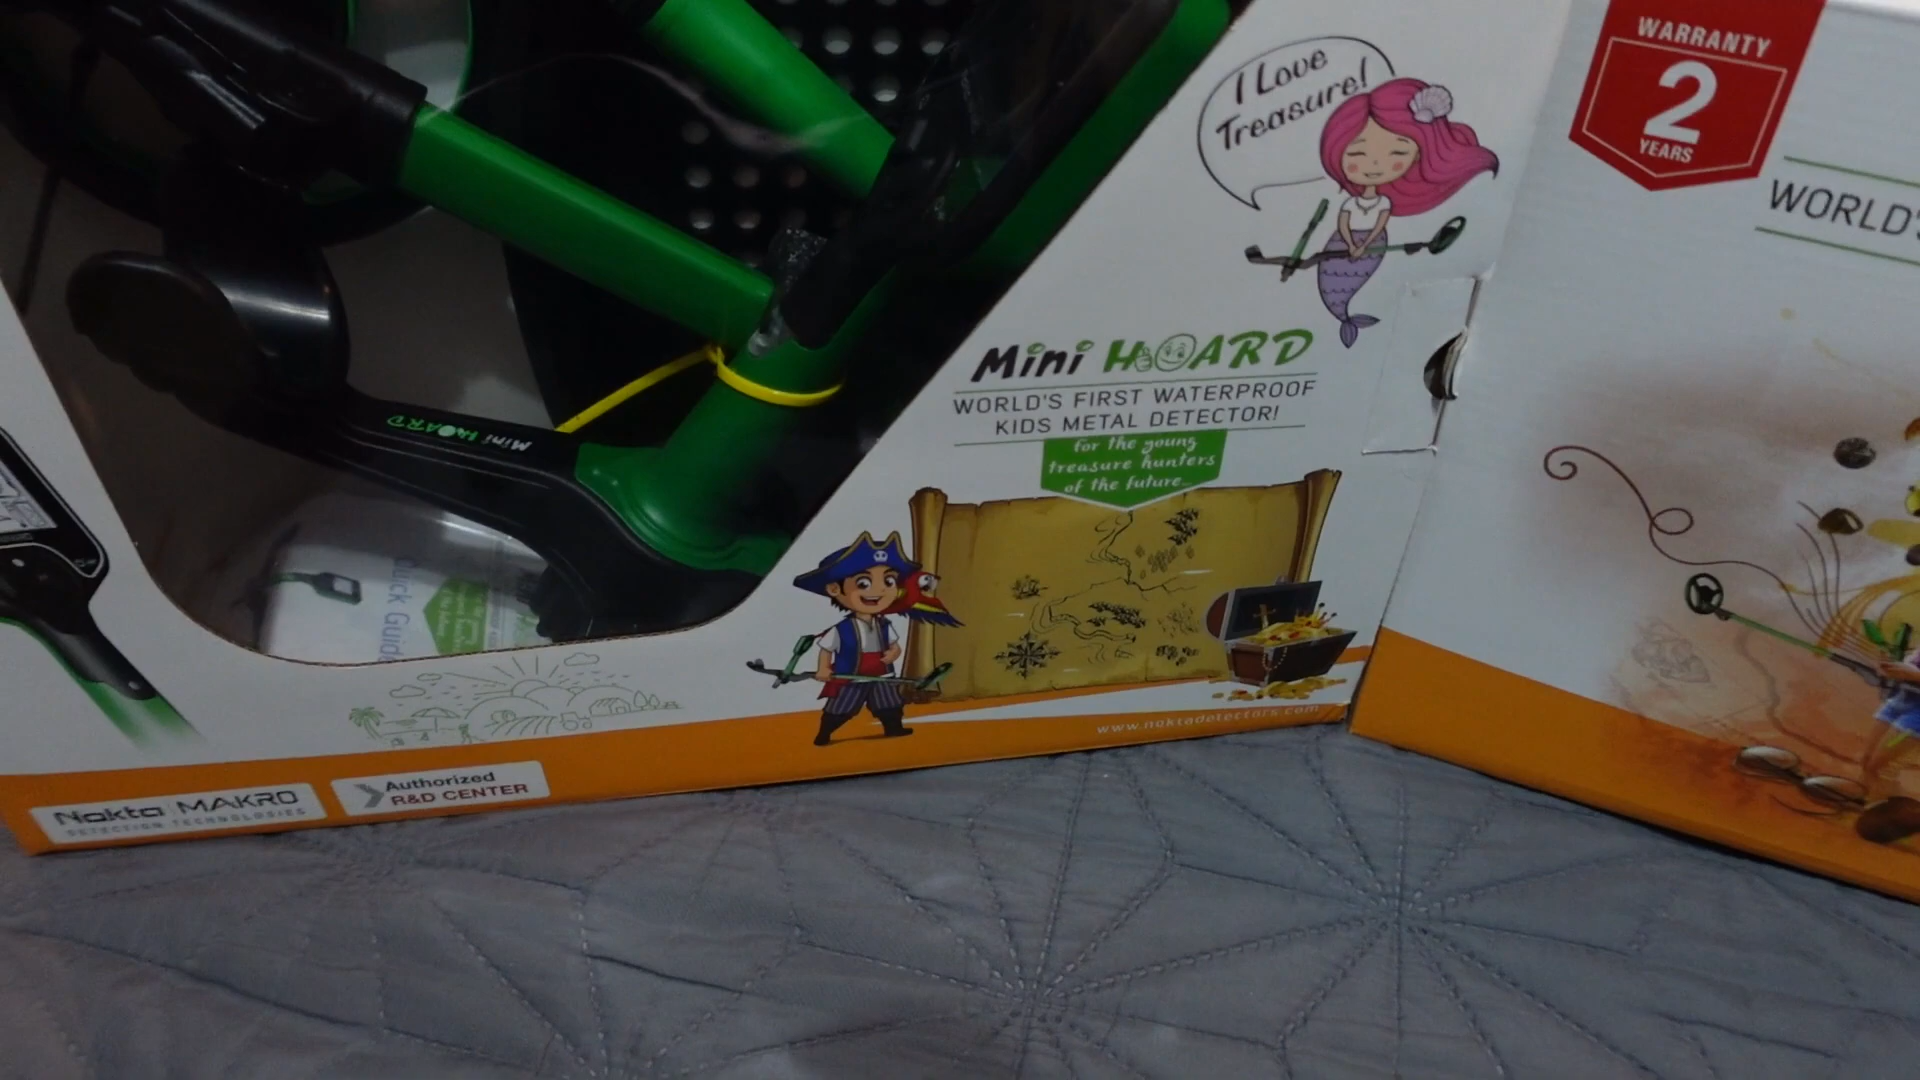 I Love
Treasure!
WARRANTY
2
YEARS
WORLD'S
Mini HOARD
WORLD'S FIRST WATERPROOF
KIDS METAL DETECTOR!
for the young
treasure hunters
of the future...
Mini HOARD
Quick Guide
www.noktadetectors.com
Nokta MAKRO
DETECTION TECHNOLOGIES
Authorized
R&D CENTER